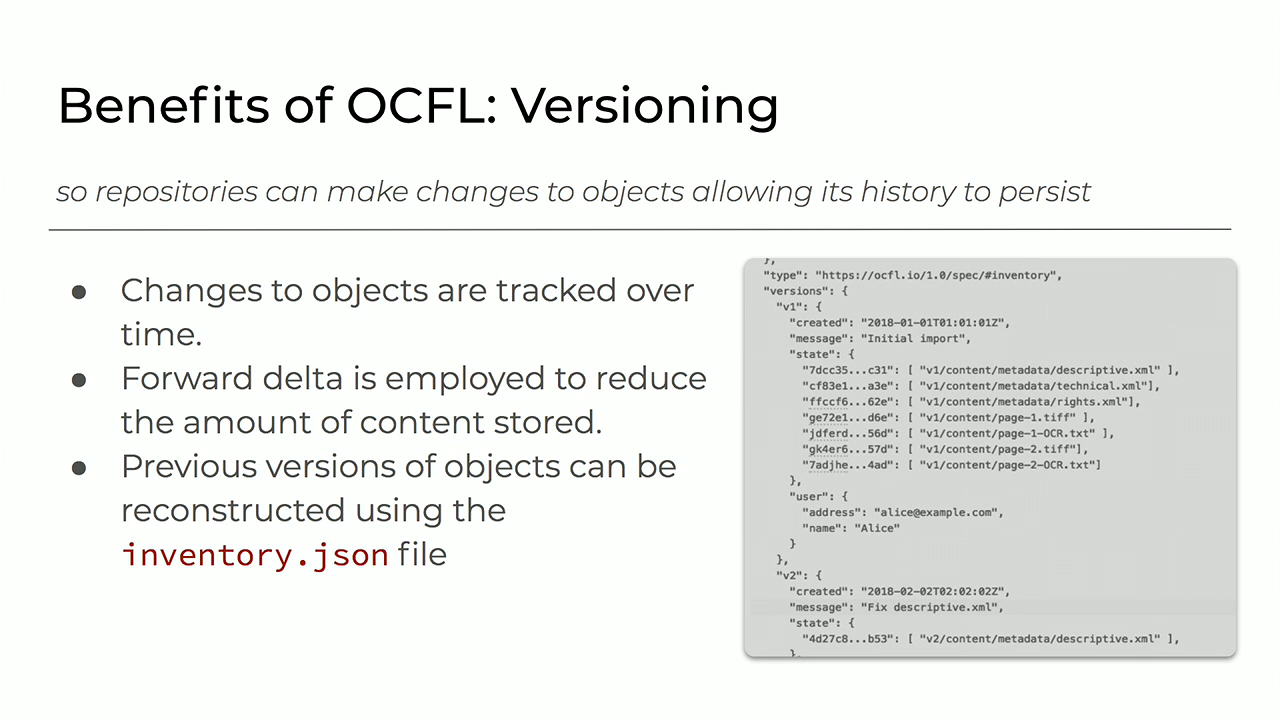 Benefits of OCFL: Versioning
so repositories can make changes to objects allowing its history to persist
● Changes to objects are tracked over
time.
● Forward delta is employed to reduce
the amount of content stored.
● Previous versions of objects can be
reconstructed using the
inventory.json file
},
"type": "https://ocfl.io/1.0/spec/#inventory",
"versions": {
"v1": {
"created": "2018-01-01T01:01:01Z",
"message": "Initial import",
"state": {
"7dcc35...c31": [ "v1/content/metadata/descriptive.xml" ],
"cf83e1...a3e": [ "v1/content/metadata/technical.xml"],
"ffccf6...62e": [ "v1/content/metadata/rights.xml"],
"ge72e1...d6e": [ "v1/content/page-1.tiff" ],
"jdferd...56d": [ "v1/content/page-1-OCR.txt" ],
"gk4er6...57d": [ "v1/content/page-2.tiff"],
"7adjhe...4ad": [ "v1/content/page-2-OCR.txt"]
},
"user": {
"address": "alice@example.com",
"name": "Alice"
}
},
"v2": {
"created": "2018-02-02T02:02:02Z",
"message": "Fix descriptive.xml",
"state": {
"4d27c8...b53": [ "v2/content/metadata/descriptive.xml" ],
},